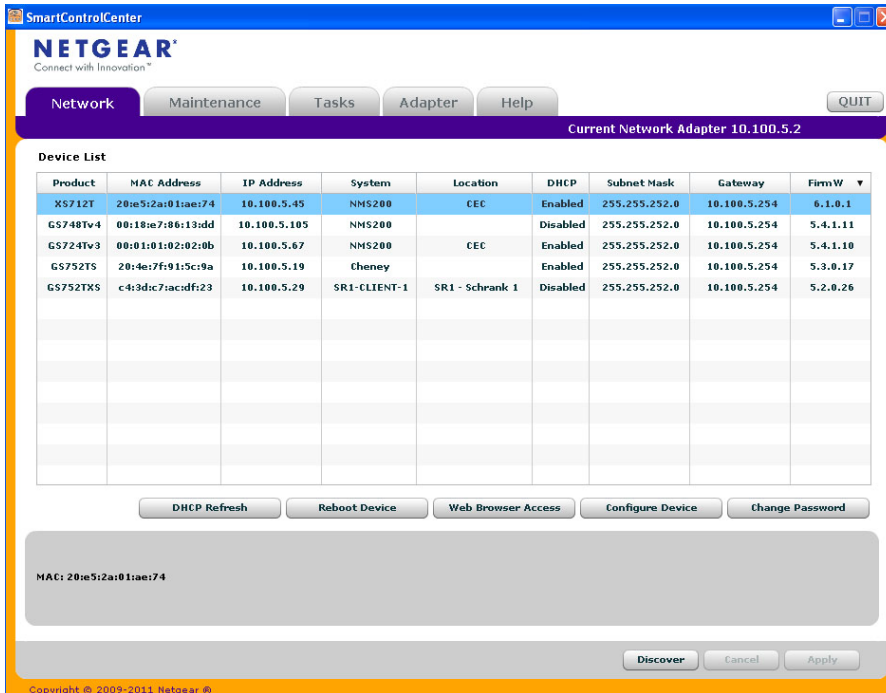 SmartControlCenter
NETGEAR®
Connect with Innovation™
Network Maintenance Tasks Adapter Help QUIT
Current Network Adapter 10.100.5.2
Device List
Product MAC Address IP Address System Location DHCP Subnet Mask Gateway FirmW ▼
XS712T 20:e5:2a:01:ae:74 10.100.5.45 NMS200 CEC Enabled 255.255.252.0 10.100.5.254 6.1.0.1
GS748Tv4 00:18:e7:86:13:dd 10.100.5.105 NMS200 Disabled 255.255.252.0 10.100.5.254 5.4.1.11
GS724Tv3 00:01:01:02:02:0b 10.100.5.67 NMS200 CEC Enabled 255.255.252.0 10.100.5.254 5.4.1.10
GS752TS 20:4e:7f:91:5c:9a 10.100.5.19 Cheney Enabled 255.255.252.0 10.100.5.254 5.3.0.17
GS752TXS c4:3d:c7:ac:df:23 10.100.5.29 SR1-CLIENT-1 SR1 - Schrank 1 Disabled 255.255.252.0 10.100.5.254 5.2.0.26
DHCP Refresh Reboot Device Web Browser Access Configure Device Change Password
MAC: 20:e5:2a:01:ae:74
Discover Cancel Apply
Copyright © 2009-2011 Netgear ®